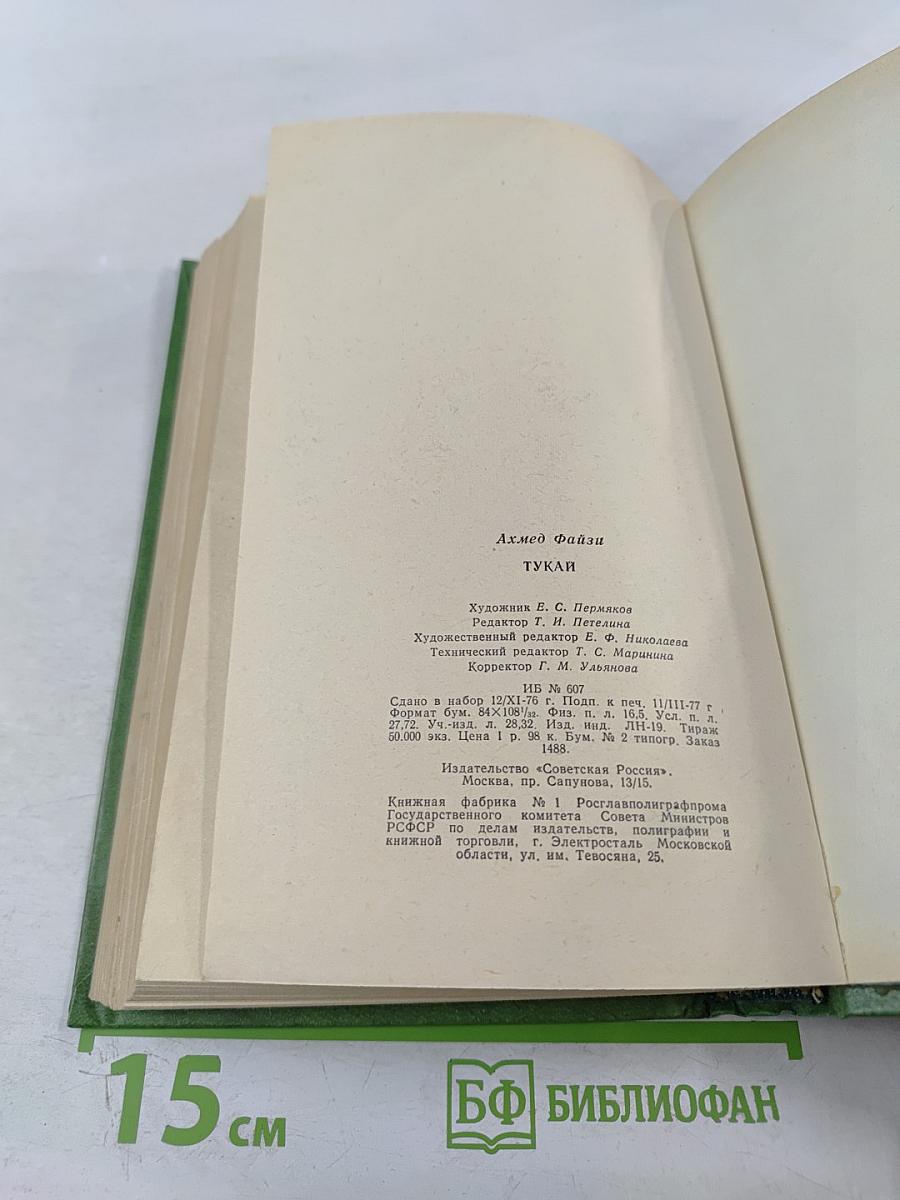 Ахмед Файзи
ТУКАЙ
Художник Е. С. Пермяков
Редактор Т. И. Петелина
Художественный редактор Е. Ф. Николаева
Технический редактор Т. С. Маринина
Корректор Г. М. Ульянова
ИБ № 607
Сдано в набор 12/XI-76 г. Подп. к печ. 11/III-77 г
Формат бум. 84×108¹/₃₂. Физ. п. л. 16,5. Усл. п. л.
27,72. Уч.-изд. л. 28,32. Изд. инд. ЛН-19. Тираж
50.000 экз. Цена 1 р. 98 к. Бум. № 2 типогр. Заказ
1488.
Издательство «Советская Россия».
Москва, пр. Сапунова, 13/15.
Книжная фабрика № 1 Росглавполиграфпрома
Государственного комитета Совета Министров
РСФСР по делам издательств, полиграфии и
книжной торговли, г. Электросталь Московской
области, ул. им. Тевосяна, 25.
15 см
БФ БИБЛИОФАН